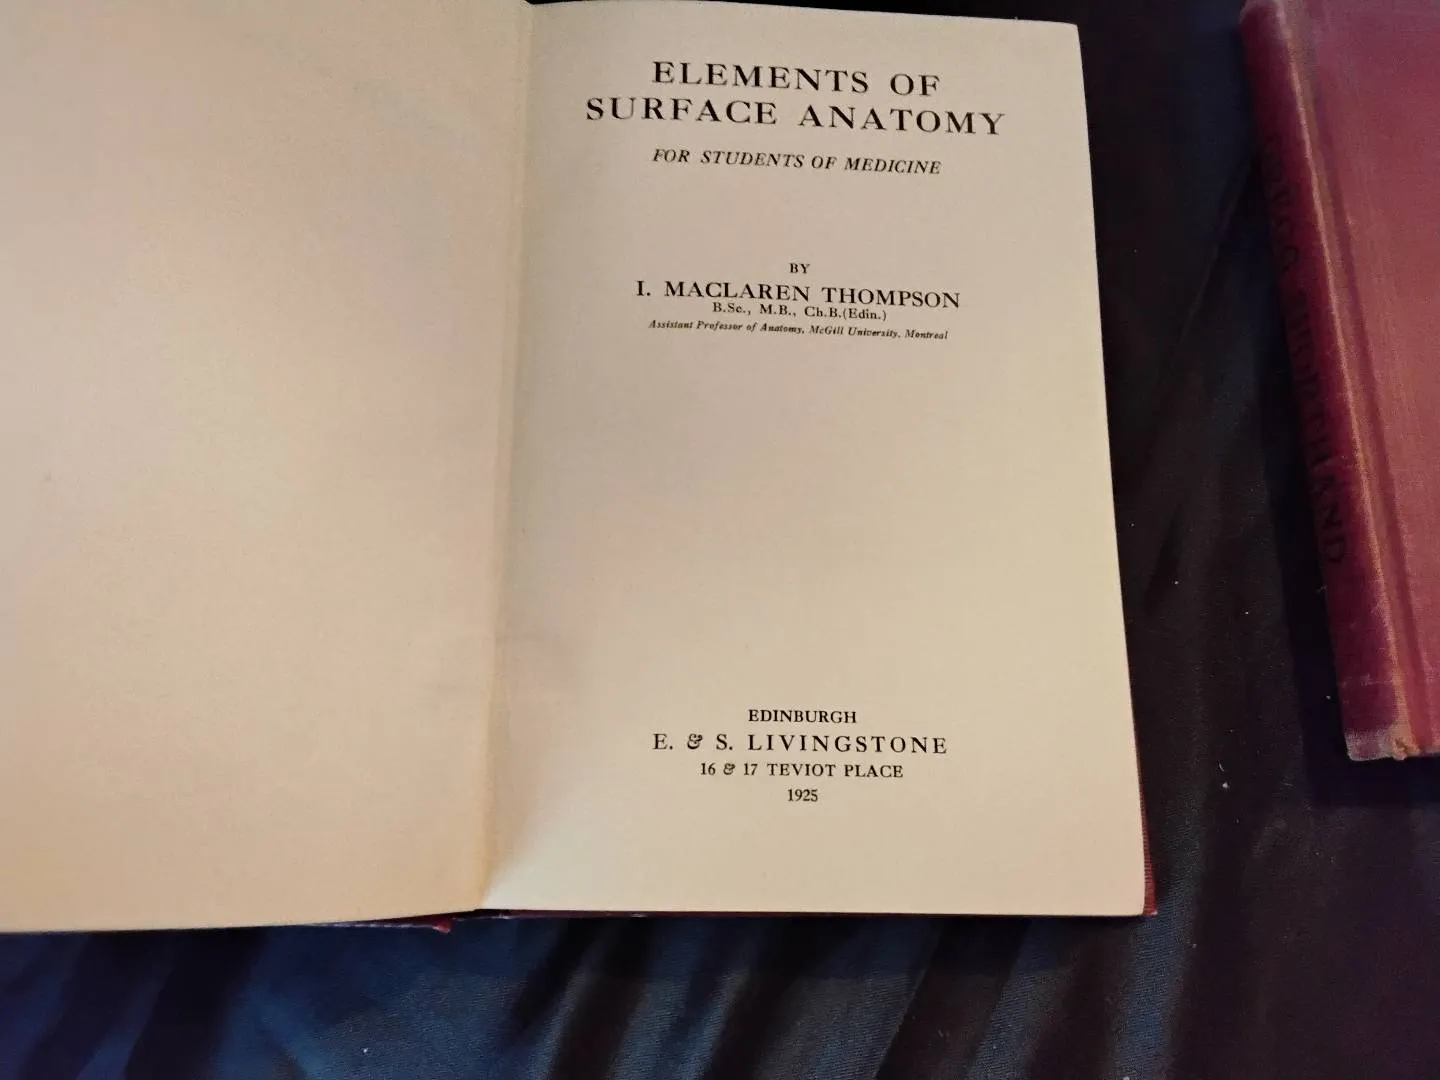 ELEMENTS OF
SURFACE ANATOMY
FOR STUDENTS OF MEDICINE
BY
I. MACLAREN THOMPSON
B.Sc., M.B., Ch.B.(Edin.)
Assistant Professor of Anatomy, McGill University, Montreal
EDINBURGH
E. & S. LIVINGSTONE
16 & 17 TEVIOT PLACE
1925
SHORTHAND